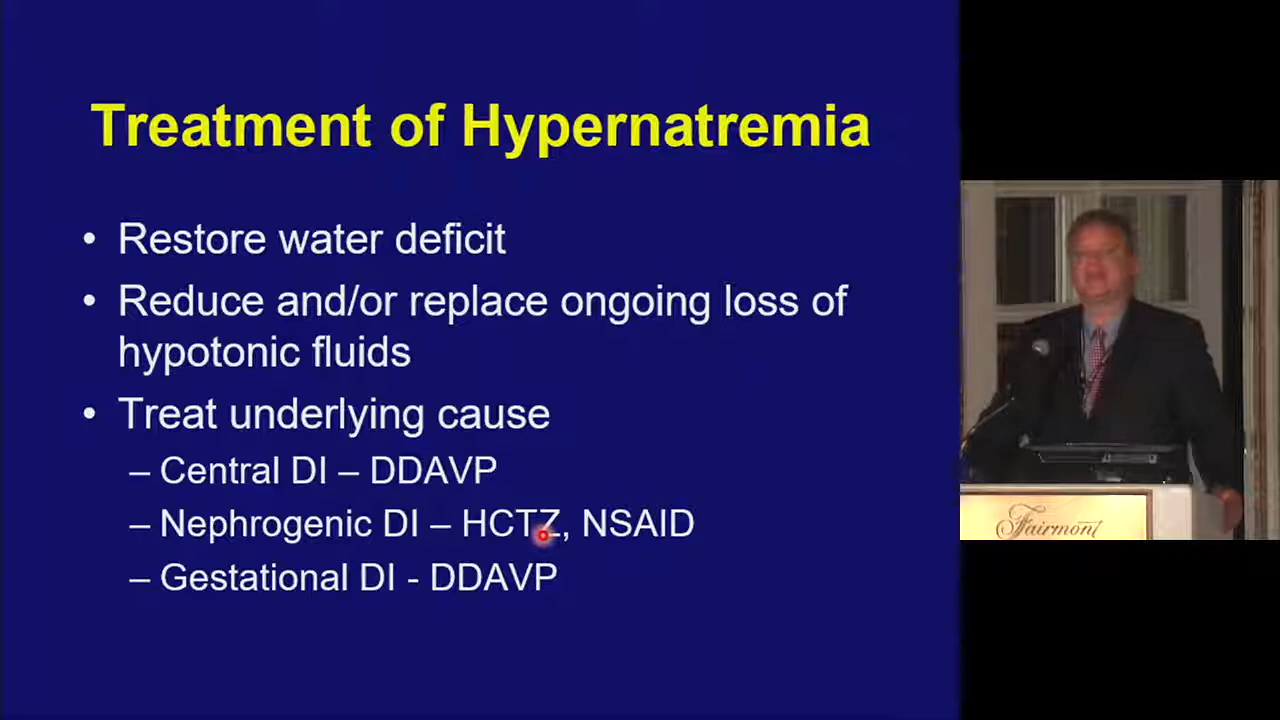 Treatment of Hypernatremia
• Restore water deficit
• Reduce and/or replace ongoing loss of
hypotonic fluids
• Treat underlying cause
– Central DI – DDAVP
– Nephrogenic DI – HCTZ, NSAID
– Gestational DI - DDAVP
Fairmont